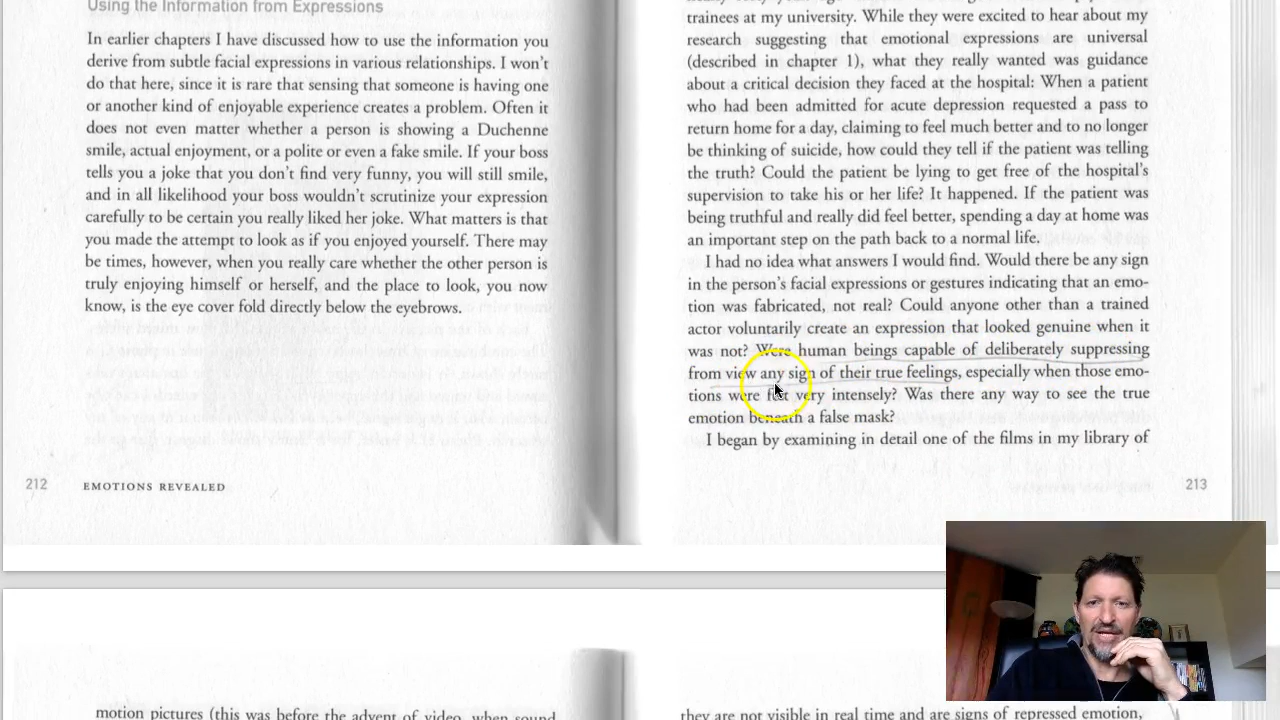 Using the Information from Expressions
In earlier chapters I have discussed how to use the information you
derive from subtle facial expressions in various relationships. I won't
do that here, since it is rare that sensing that someone is having one
or another kind of enjoyable experience creates a problem. Often it
does not even matter whether a person is showing a Duchenne
smile, actual enjoyment, or a polite or even a fake smile. If your boss
tells you a joke that you don't find very funny, you will still smile,
and in all likelihood your boss wouldn't scrutinize your expression
carefully to be certain you really liked her joke. What matters is that
you made the attempt to look as if you enjoyed yourself. There may
be times, however, when you really care whether the other person is
truly enjoying himself or herself, and the place to look, you now
know, is the eye cover fold directly below the eyebrows.
212 EMOTIONS REVEALED
trainees at my university. While they were excited to hear about my
research suggesting that emotional expressions are universal
(described in chapter 1), what they really wanted was guidance
about a critical decision they faced at the hospital: When a patient
who had been admitted for acute depression requested a pass to
return home for a day, claiming to feel much better and to no longer
be thinking of suicide, how could they tell if the patient was telling
the truth? Could the patient be lying to get free of the hospital's
supervision to take his or her life? It happened. If the patient was
being truthful and really did feel better, spending a day at home was
an important step on the path back to a normal life.
I had no idea what answers I would find. Would there be any sign
in the person's facial expressions or gestures indicating that an emo-
tion was fabricated, not real? Could anyone other than a trained
actor voluntarily create an expression that looked genuine when it
was not? Were human beings capable of deliberately suppressing
from view any sign of their true feelings, especially when those emo-
tions were felt very intensely? Was there any way to see the true
emotion beneath a false mask?
I began by examining in detail one of the films in my library of
213
motion pictures (this was before the advent of video, when sound
they are not visible in real time and are signs of repressed emotion,